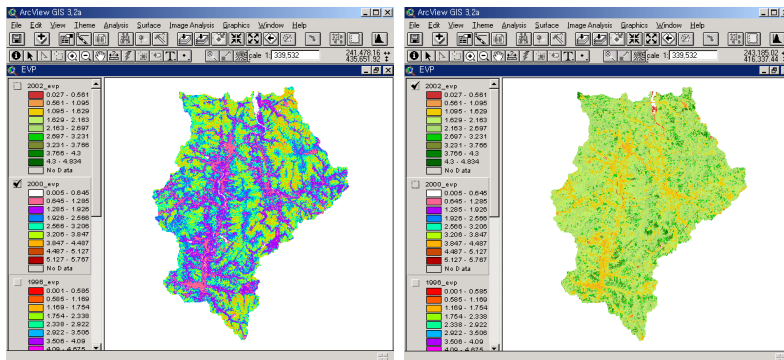 ArcView GIS 3.2a
File Edit View Theme Analysis Surface Image Analysis Graphics Window Help
Scale 1: 339,532
241,478.16
435,651.92
EVP
2002_evp
0.027 - 0.561
0.561 - 1.095
1.095 - 1.629
1.629 - 2.163
2.163 - 2.697
2.697 - 3.231
3.231 - 3.766
3.766 - 4.3
4.3 - 4.834
No Data
2000_evp
0.005 - 0.645
0.645 - 1.285
1.285 - 1.926
1.926 - 2.566
2.566 - 3.206
3.206 - 3.847
3.847 - 4.487
4.487 - 5.127
5.127 - 5.767
No Data
1996_evp
0.001 - 0.585
0.585 - 1.169
1.169 - 1.754
1.754 - 2.338
2.338 - 2.922
2.922 - 3.506
3.506 - 4.09
4.09 - 4.675
ArcView GIS 3.2a
File Edit View Theme Analysis Surface Image Analysis Graphics Window Help
cale 1: 339,532
243,185.02
416,337.44
EVP
2002_evp
0.027 - 0.561
0.561 - 1.095
1.095 - 1.629
1.629 - 2.163
2.163 - 2.697
2.697 - 3.231
3.231 - 3.766
3.766 - 4.3
4.3 - 4.834
No Data
2000_evp
0.005 - 0.645
0.645 - 1.285
1.285 - 1.926
1.926 - 2.566
2.566 - 3.206
3.206 - 3.847
3.847 - 4.487
4.487 - 5.127
5.127 - 5.767
No Data
1996_evp
0.001 - 0.585
0.585 - 1.169
1.169 - 1.754
1.754 - 2.338
2.338 - 2.922
2.922 - 3.506
3.506 - 4.09
4.09 - 4.675